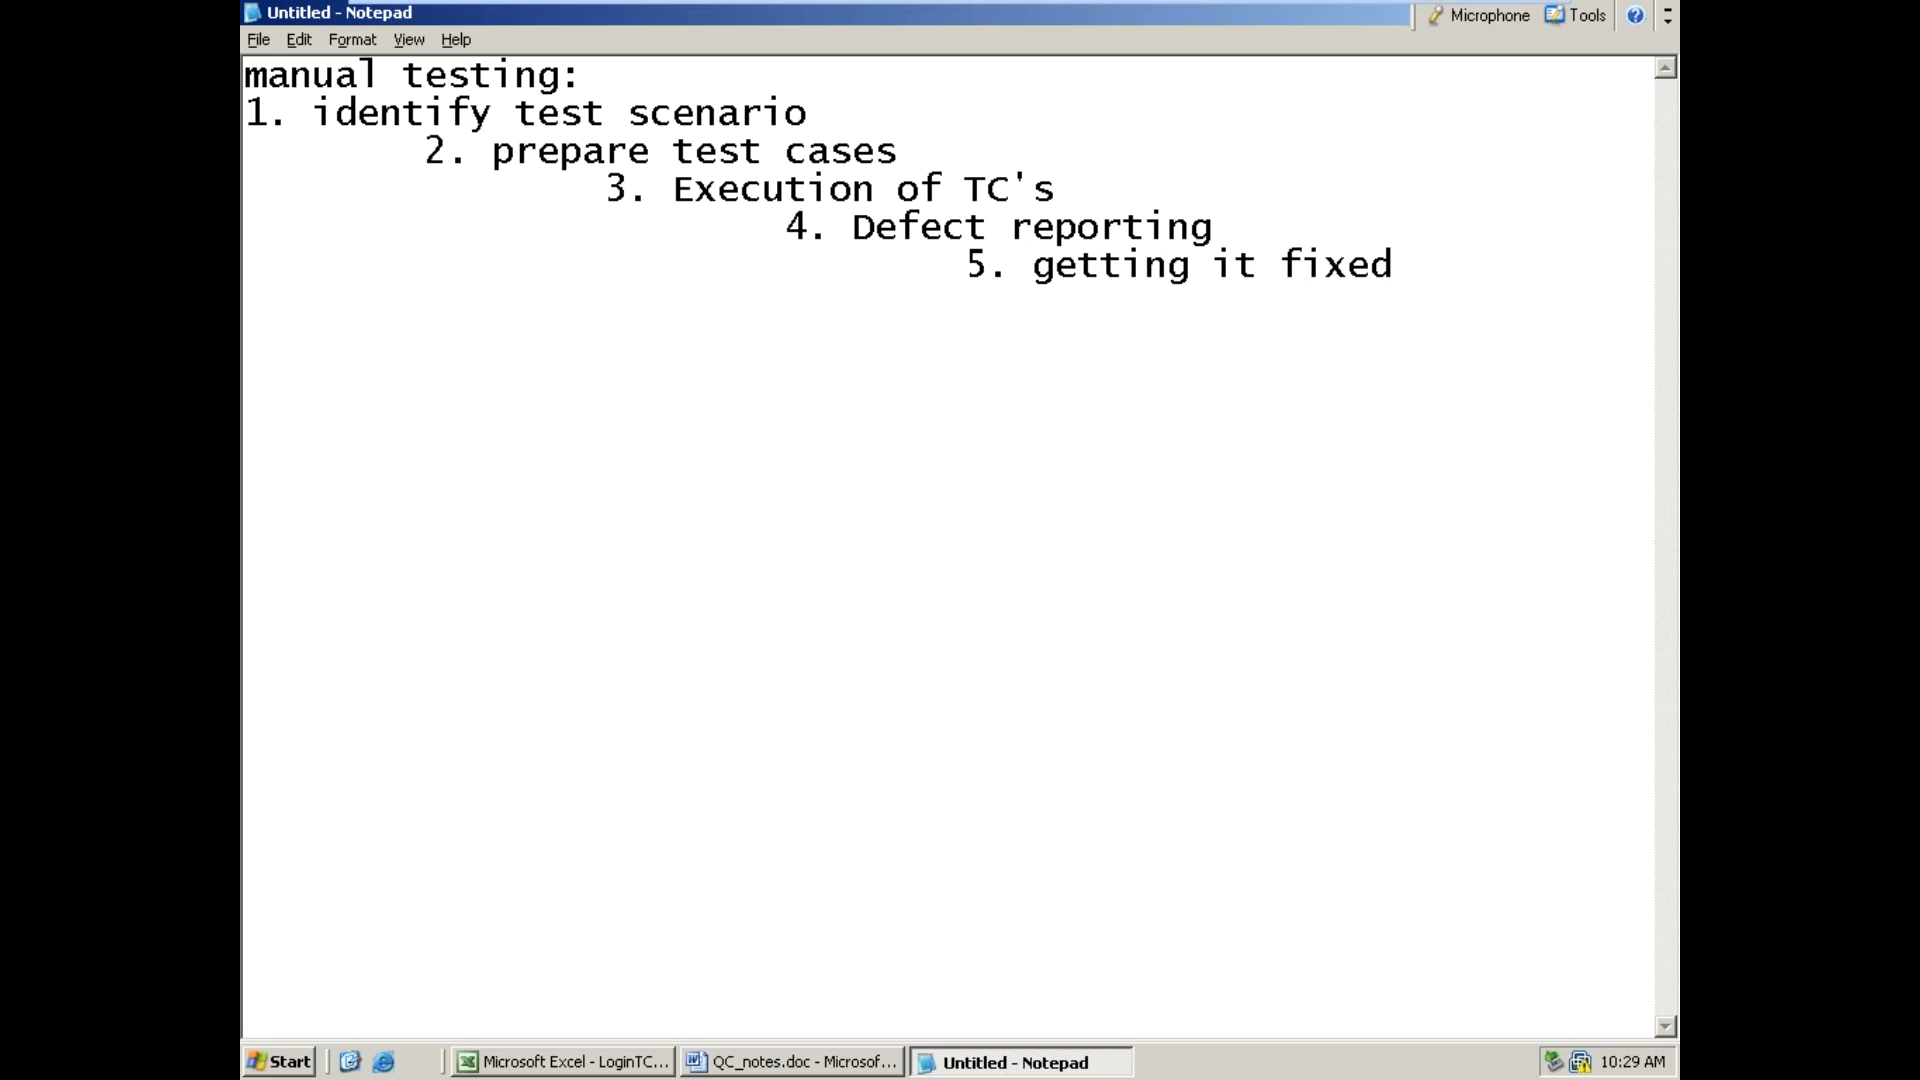 Untitled - Notepad
Microphone Tools
File Edit Format View Help
manual testing:
1. identify test scenario
2. prepare test cases
3. Execution of TC's
4. Defect reporting
5. getting it fixed
Start Microsoft Excel - LoginTC... QC_notes.doc - Microsof... Untitled - Notepad 10:29 AM